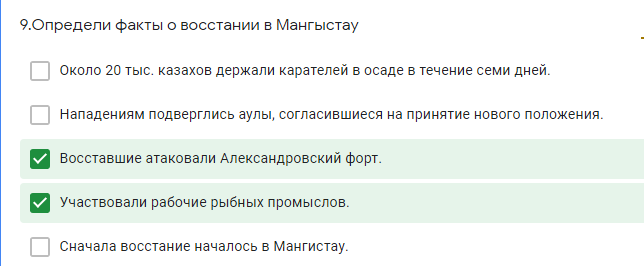 9.Определи факты о восстании в Мангыстау
Около 20 тыс. казахов держали карателей в осаде в течение семи дней.
Нападениям подверглись аулы, согласившиеся на принятие нового положения.
Восставшие атаковали Александровский форт.
Участвовали рабочие рыбных промыслов.
Сначала восстание началось в Мангистау.